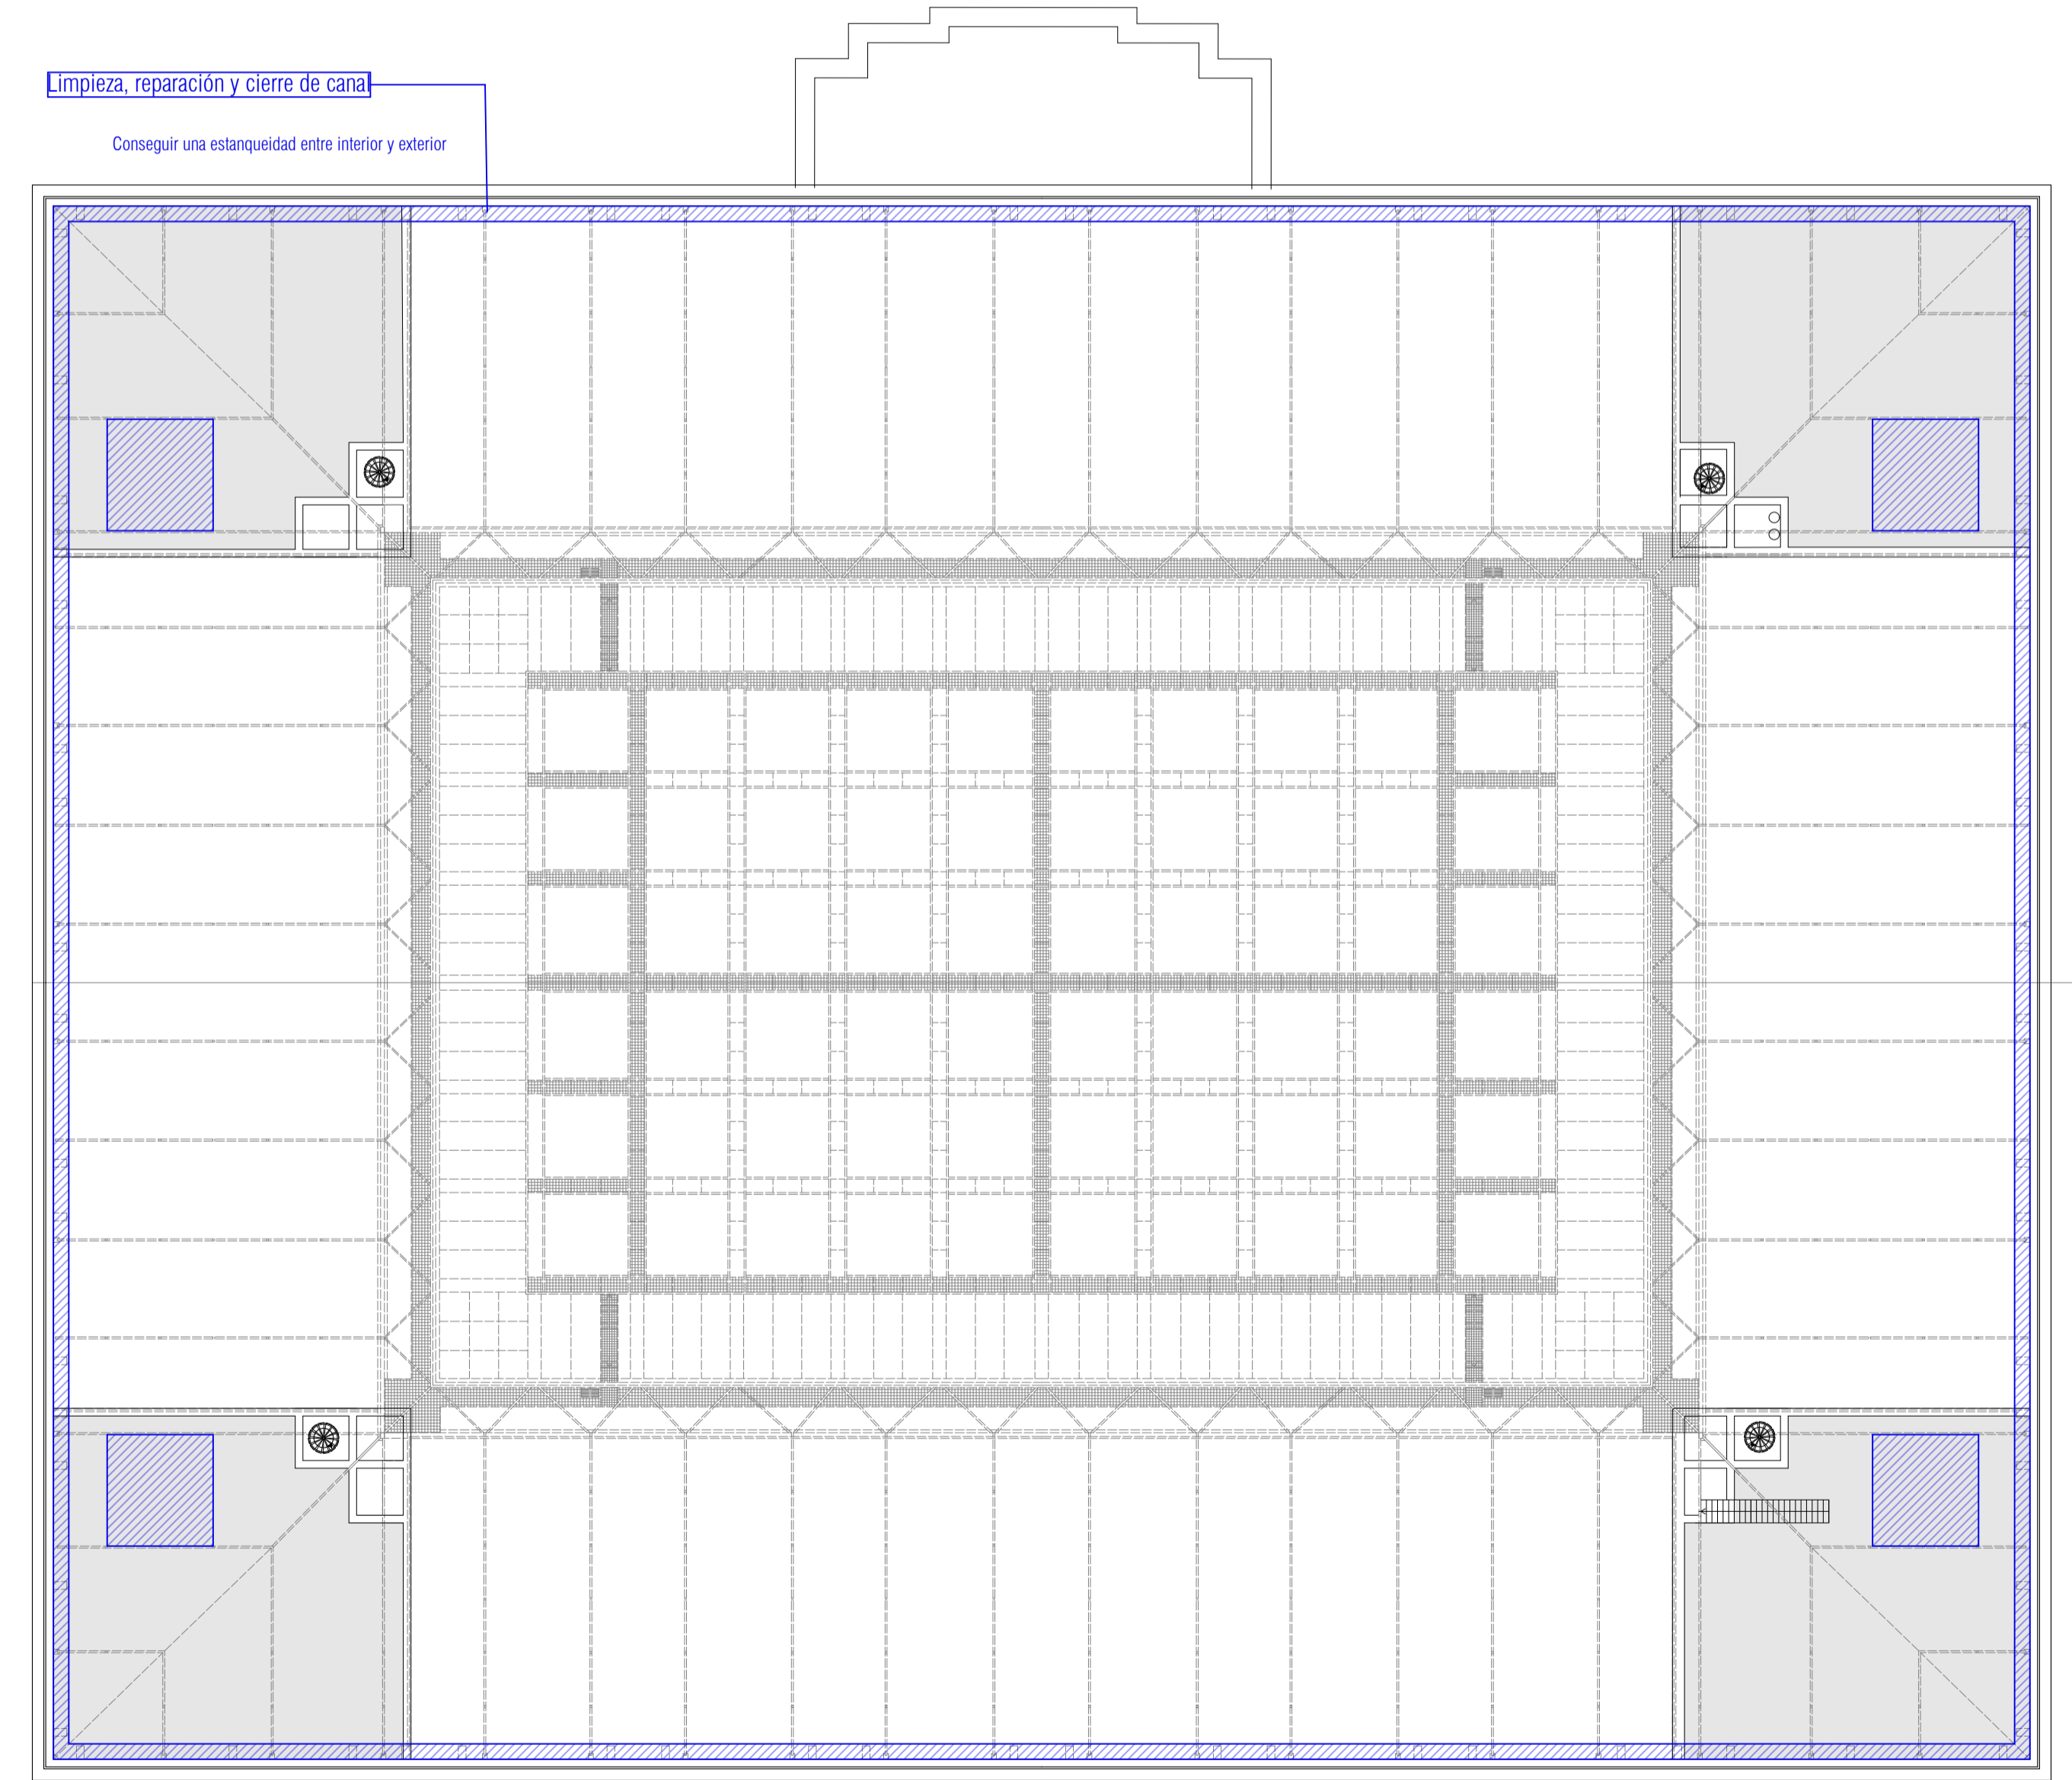 Limpieza, reparación y cierre de canal
Conseguir una estanqueidad entre interior y exterior